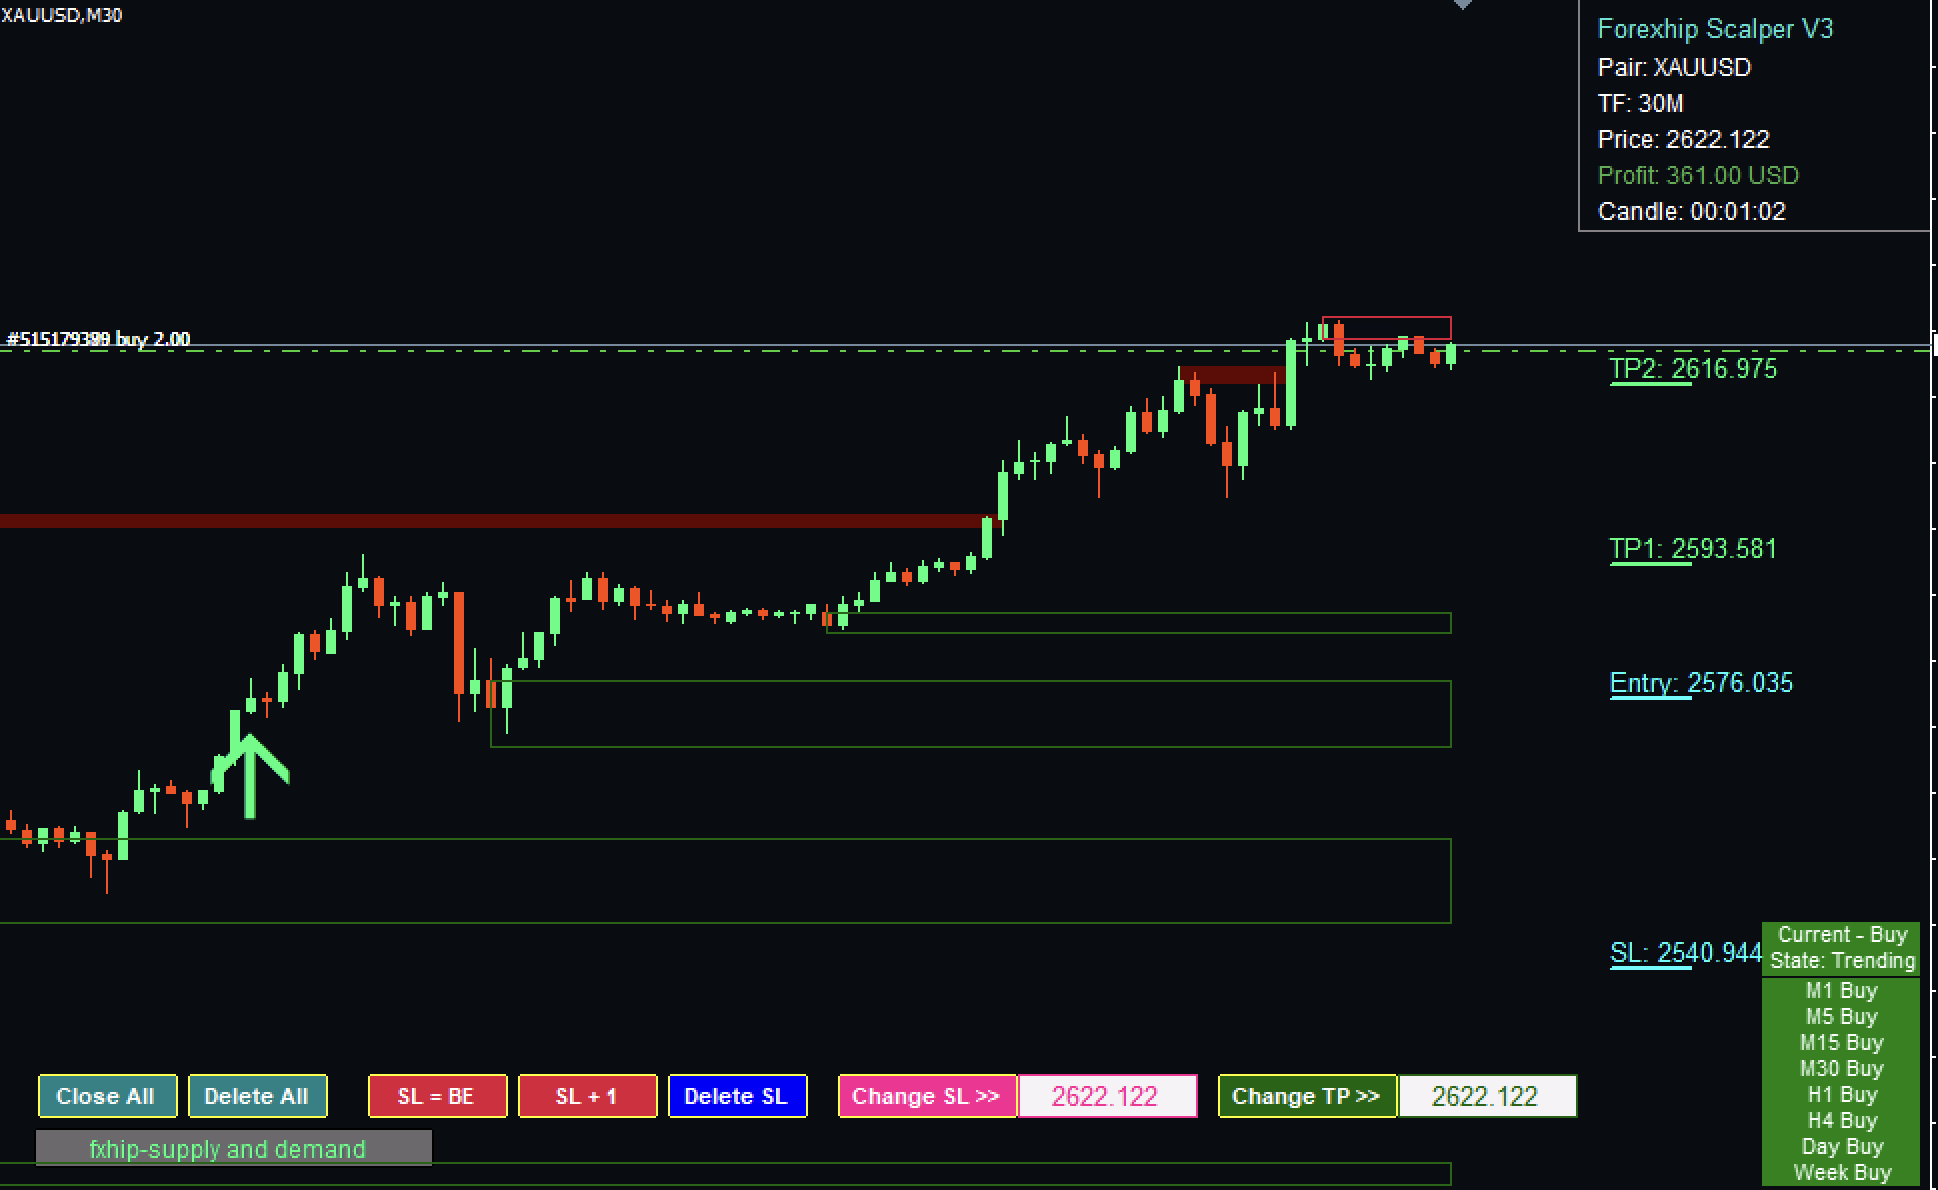 XAUUSD,M30
Forexhip Scalper V3
Pair: XAUUSD
TF: 30M
Price: 2622.122
Profit: 361.00 USD
Candle: 00:01:02
buy 2.00
TP2: 2616.975
TP1: 2593.581
Entry: 2576.035
SL: 2540.944
Current - Buy
State: Trending
M1 Buy
M5 Buy
M15 Buy
M30 Buy
H1 Buy
H4 Buy
Day Buy
Week Buy
Close All
Delete All
SL = BE
SL + 1
Delete SL
Change SL >>
2622.122
Change TP >>
2622.122
fxhip-supply and demand